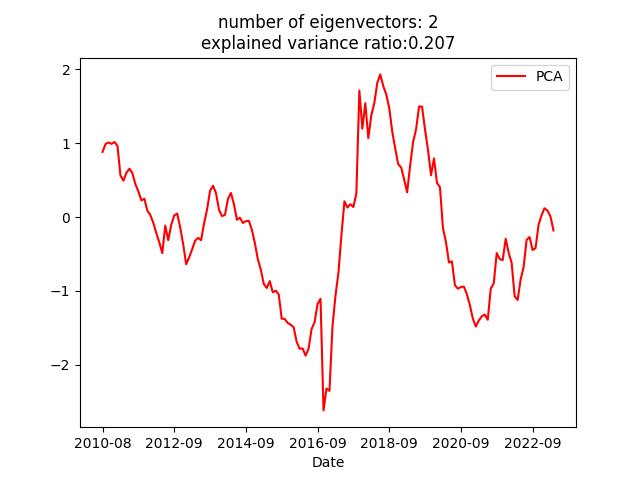 number of eigenvectors: 2
explained variance ratio:0.207
PCA
2
1
0
−1
−2
2010-08 2012-09 2014-09 2016-09 2018-09 2020-09 2022-09
Date